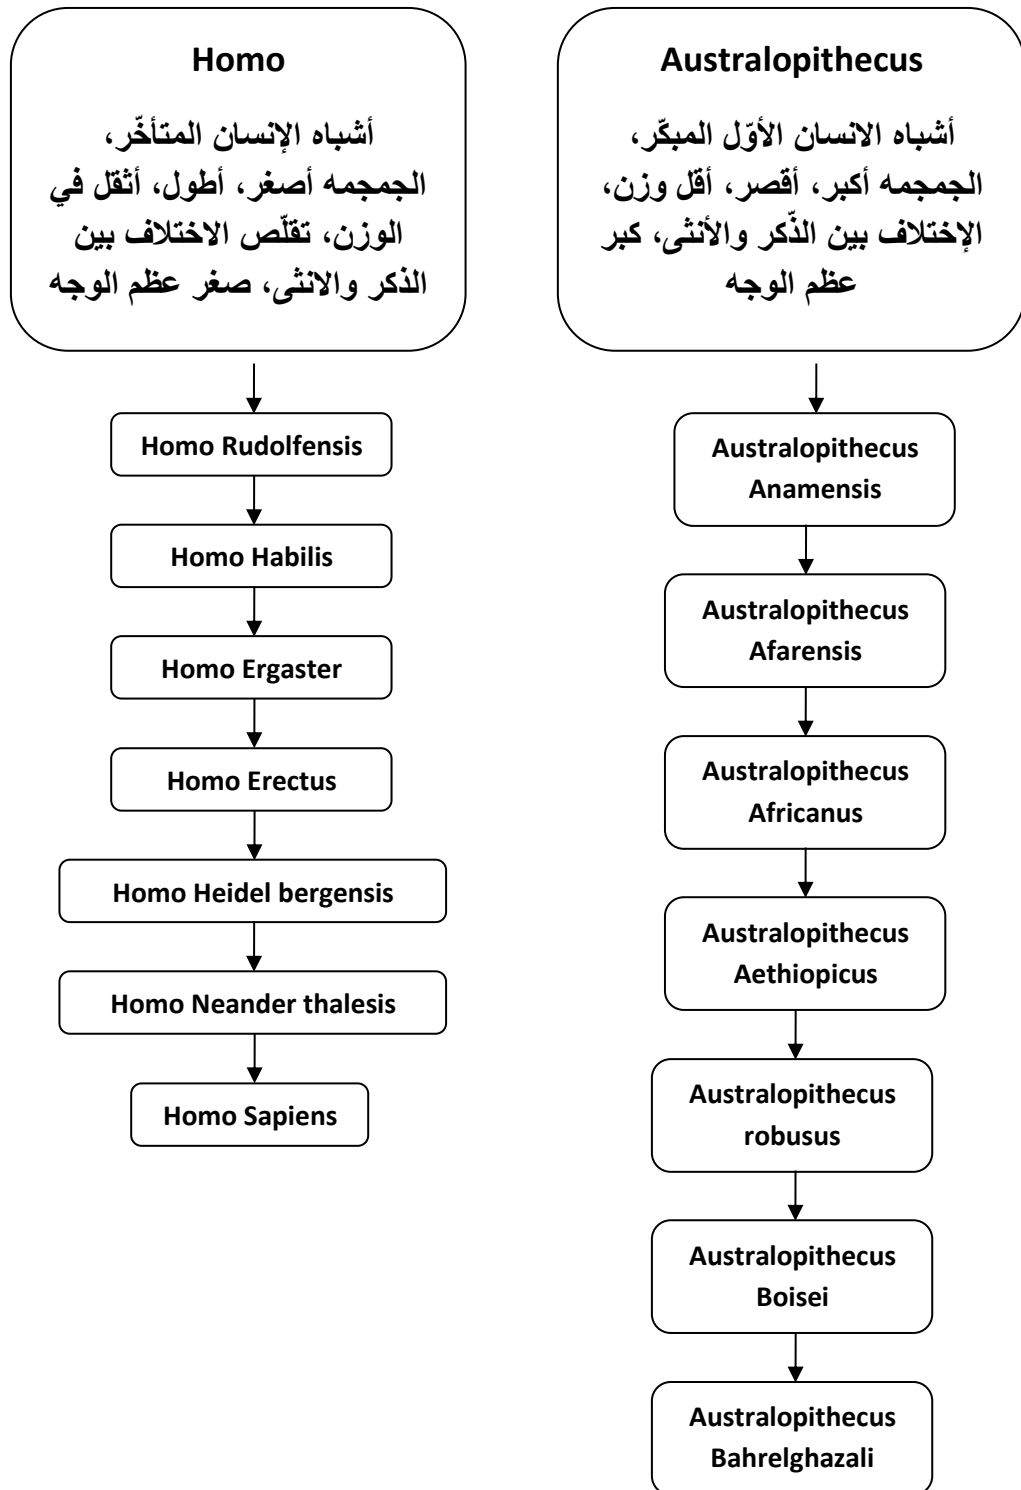 Homo
أشباه الإنسان المتأخّر،
الجمجمه أصغر، أطول، أثقل في
الوزن، تقلّص الاختلاف بين
الذكر والانثى، صغر عظم الوجه
Homo Rudolfensis
Homo Habilis
Homo Ergaster
Homo Erectus
Homo Heidel bergensis
Homo Neander thalesis
Homo Sapiens
Australopithecus
أشباه الانسان الأوّل المبكّر،
الجمجمه أكبر، أقصر، أقل وزن،
الإختلاف بين الذّكر والأنثى، كبر
عظم الوجه
Australopithecus
Anamensis
Australopithecus
Afarensis
Australopithecus
Africanus
Australopithecus
Aethiopicus
Australopithecus
robusus
Australopithecus
Boisei
Australopithecus
Bahrelghazali